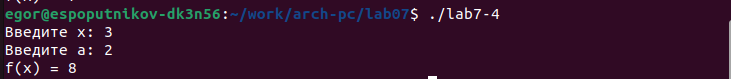 egor@espoputnikov-dk3n56:~/work/arch-pc/lab07$ ./lab7-4
Введите x: 3
Введите a: 2
f(x) = 8